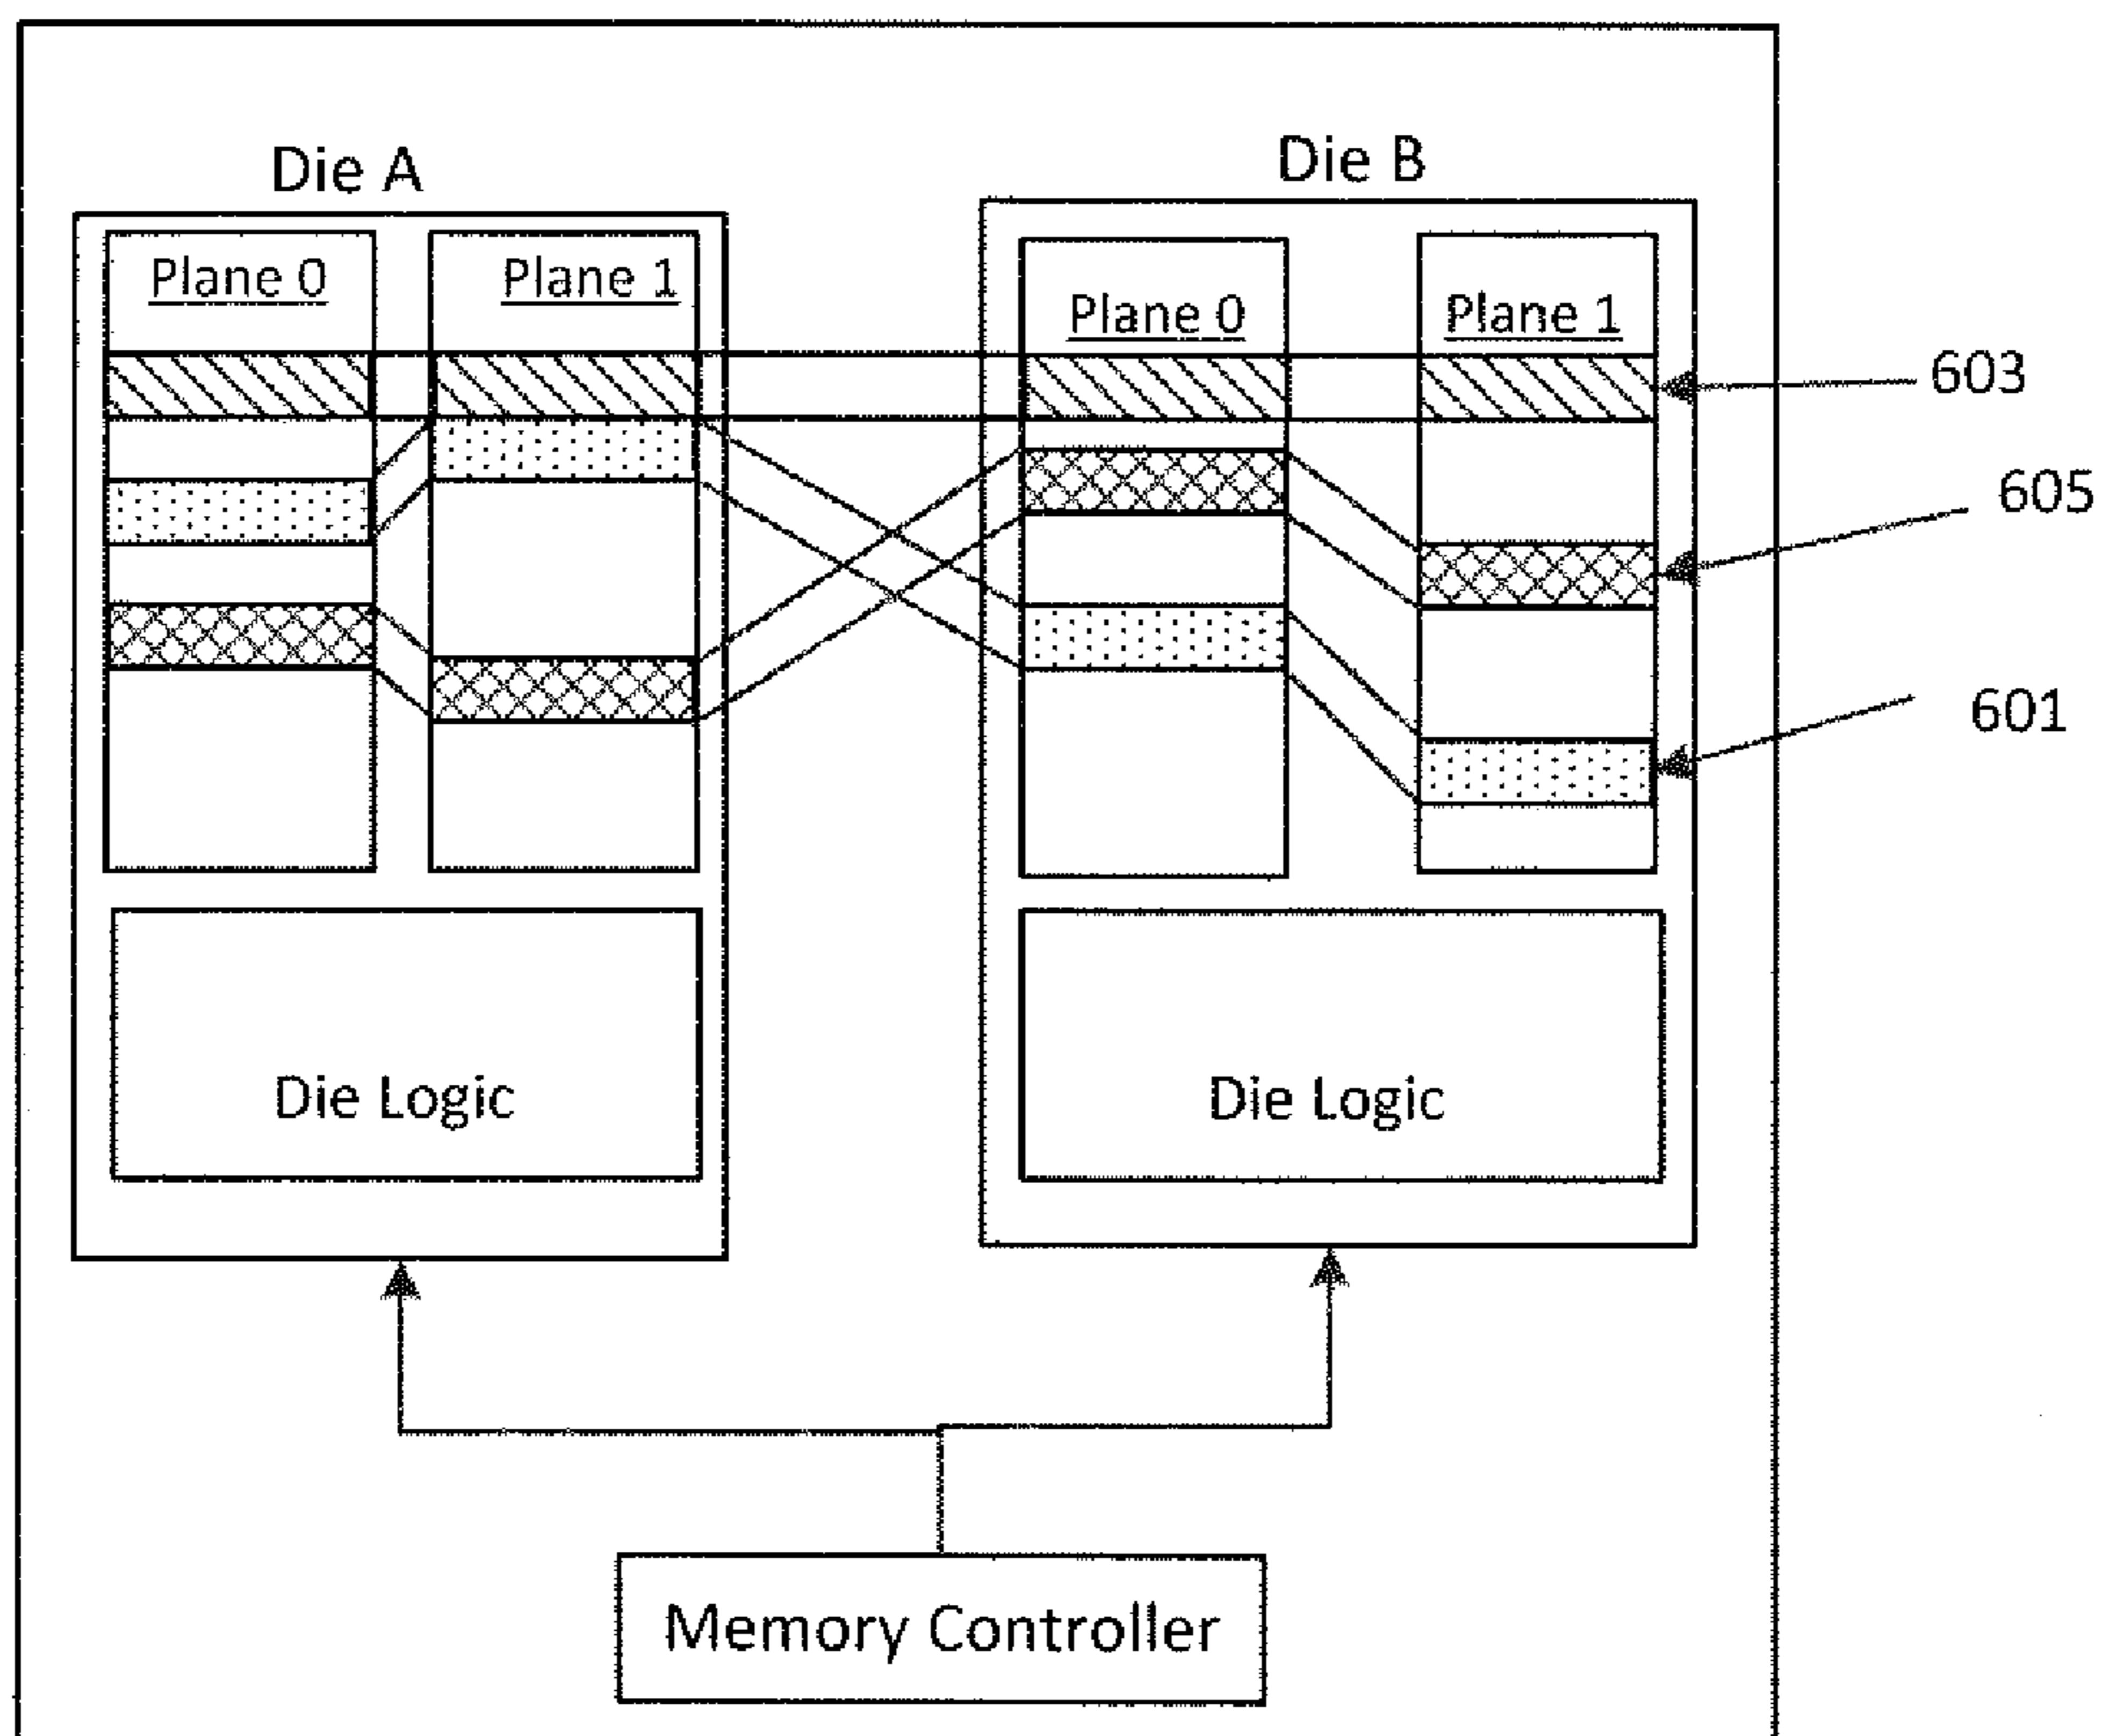 Die A
Die B
Plane 0
Plane 1
Plane 0
Plane 1
603
605
601
Die Logic
Die Logic
Memory Controller